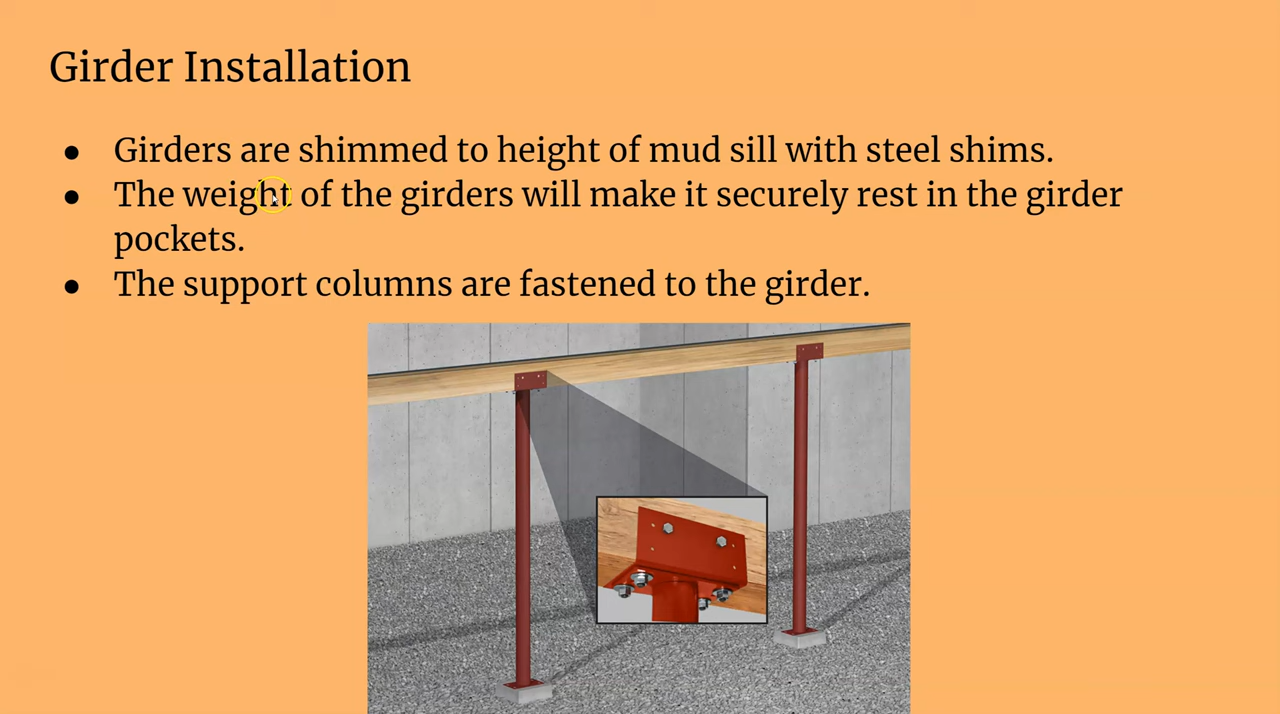 Girder Installation
● Girders are shimmed to height of mud sill with steel shims.
● The weight of the girders will make it securely rest in the girder
pockets.
● The support columns are fastened to the girder.